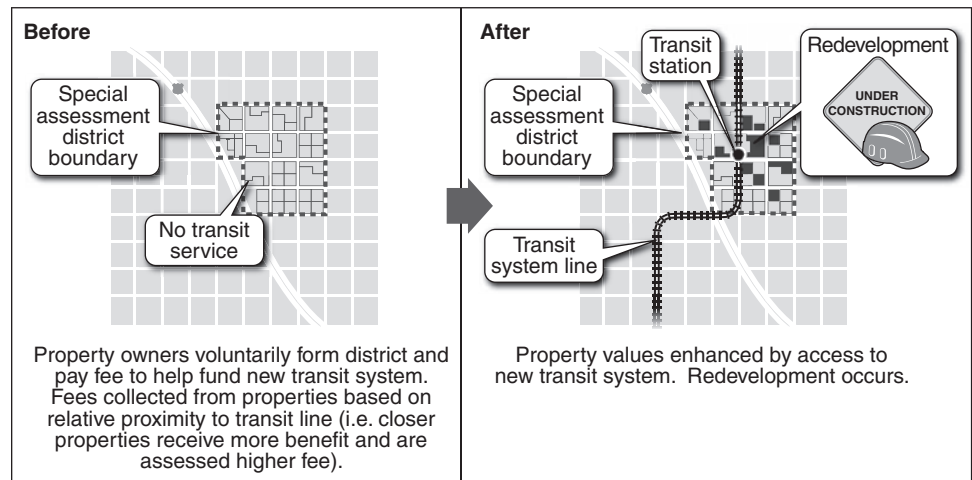 Before
Special
assessment
district
boundary
No transit
service
Property owners voluntarily form district and
pay fee to help fund new transit system.
Fees collected from properties based on
relative proximity to transit line (i.e. closer
properties receive more benefit and are
assessed higher fee).
After
Transit
station
Redevelopment
UNDER
CONSTRUCTION
Special
assessment
district
boundary
Transit
system line
Property values enhanced by access to
new transit system.  Redevelopment occurs.